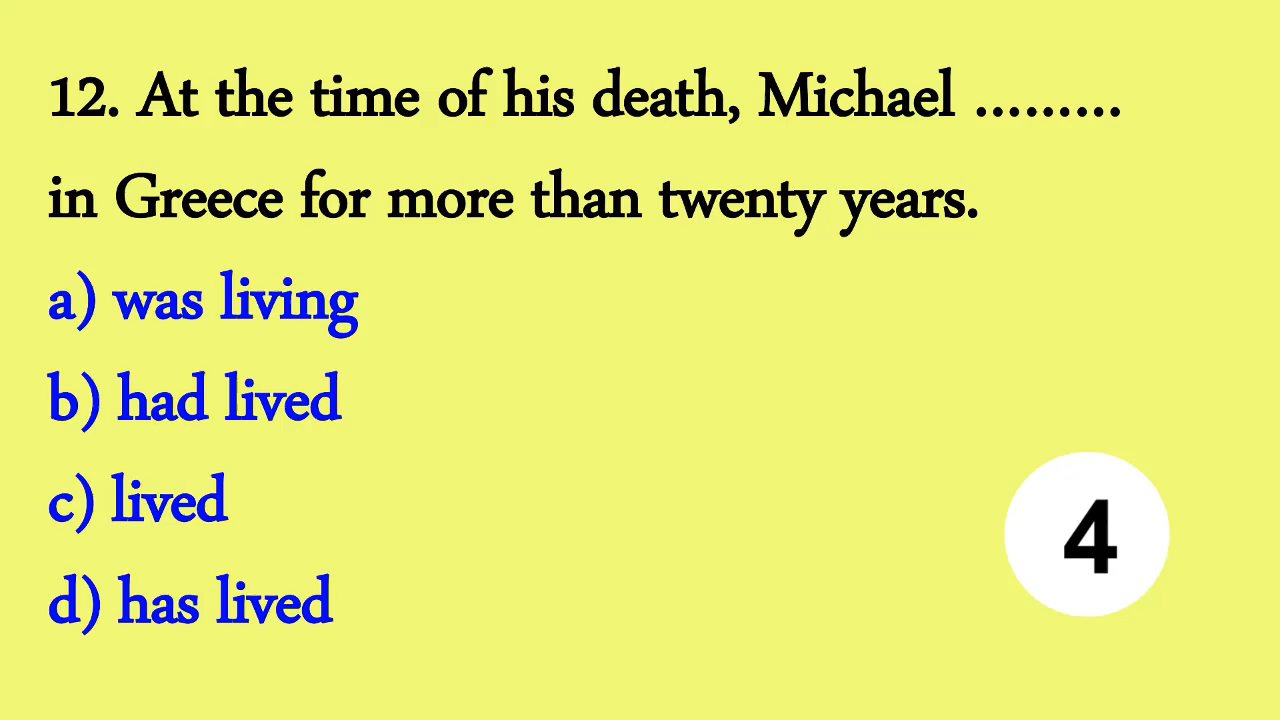 12. At the time of his death, Michael .........
in Greece for more than twenty years.
a) was living
b) had lived
c) lived
d) has lived
4